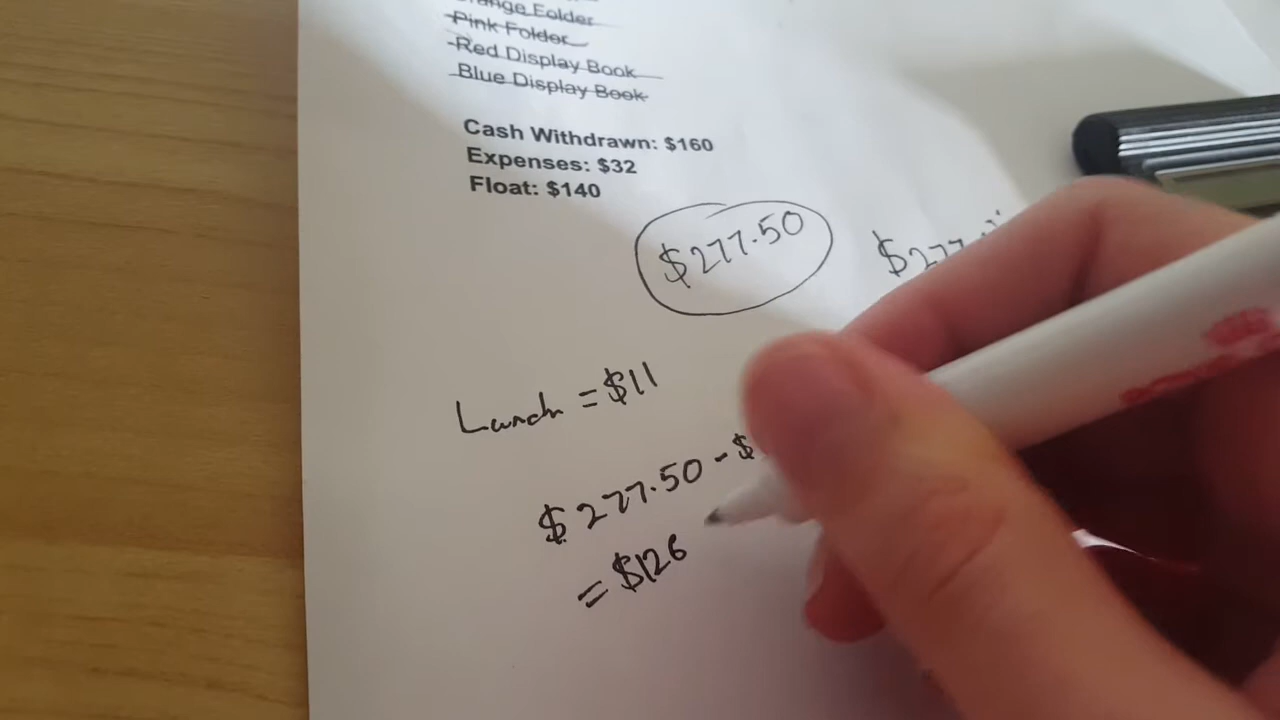 Folder
Pink Folder
Red Display Book
Blue Display Book
Cash Withdrawn: $160
Expenses: $32
Float: $140
$277.50
Lunch = $11
$277.50 - $
= $126